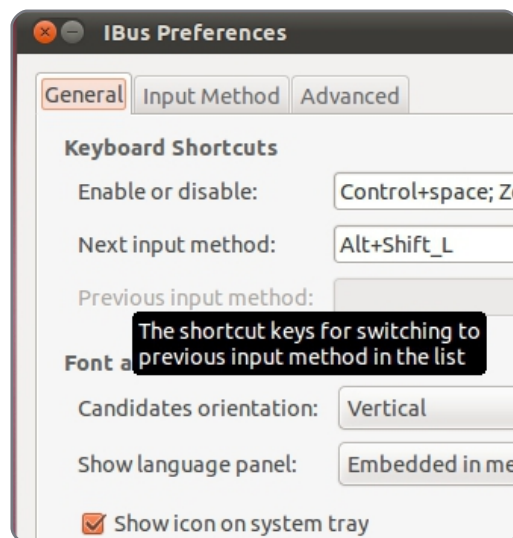 IBus Preferences
General Input Method Advanced
Keyboard Shortcuts
Enable or disable: Control+space;
Next input method: Alt+Shift_L
Previous input method:
The shortcut keys for switching to
previous input method in the list
Font
Candidates orientation: Vertical
Show language panel: Embedded in
Show icon on system tray